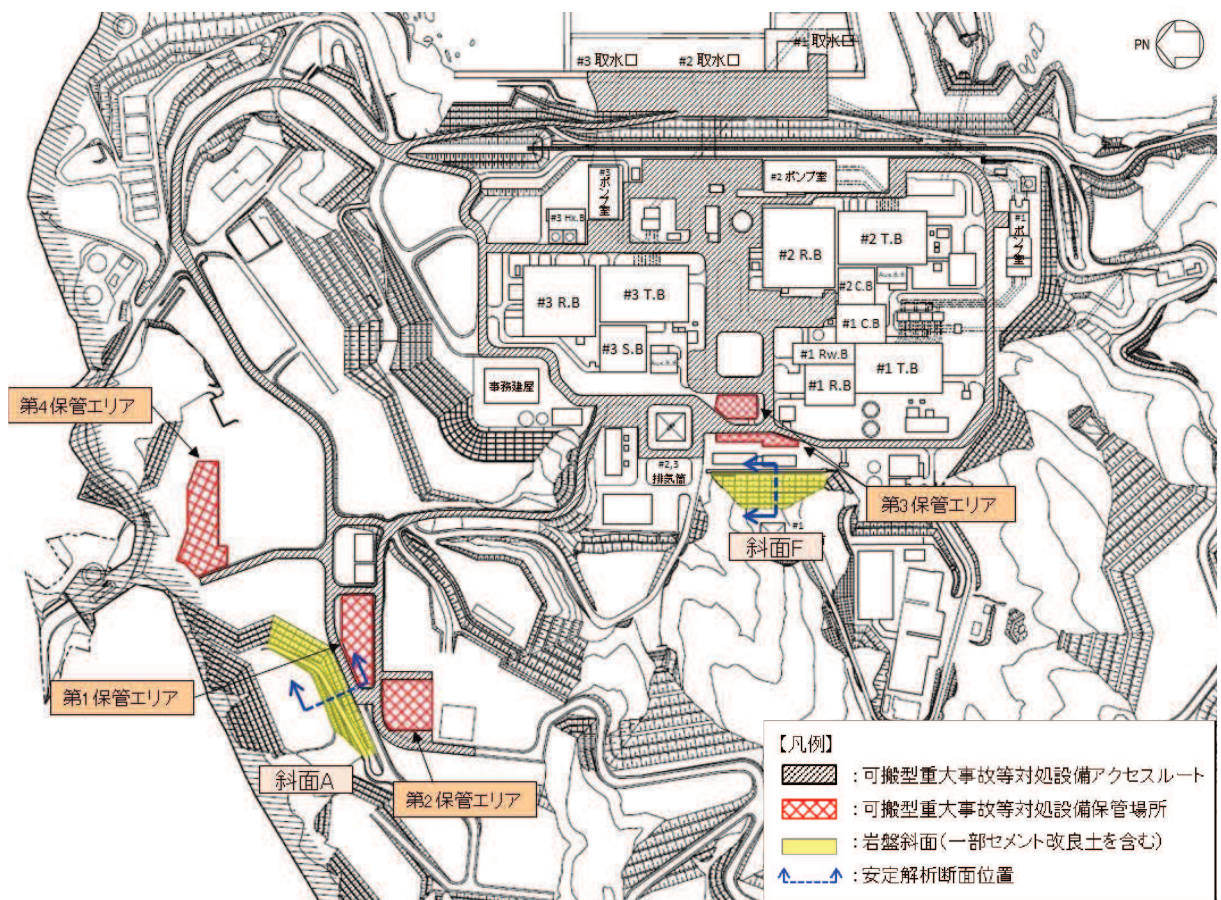 #1 取水口
#3 取水口
#2 取水口
PN
#3
ポンプ室
#2 ポンプ室
#3 Hx.B
#1
ポンプ室
#2 R.B
#2 T.B
#2 C.B
Aux.B.B
#3 R.B
#3 T.B
#1 C.B
#3 S.B
#1 Rw.B
#1 T.B
#1 R.B
事務建屋
第4保管エリア
#2,3
排気筒
第3保管エリア
#1
斜面F
第1保管エリア
斜面A
第2保管エリア
【凡例】
:可搬型重大事故等対処設備アクセスルート
:可搬型重大事故等対処設備保管場所
:岩盤斜面(一部セメント改良土を含む)
:安定解析断面位置